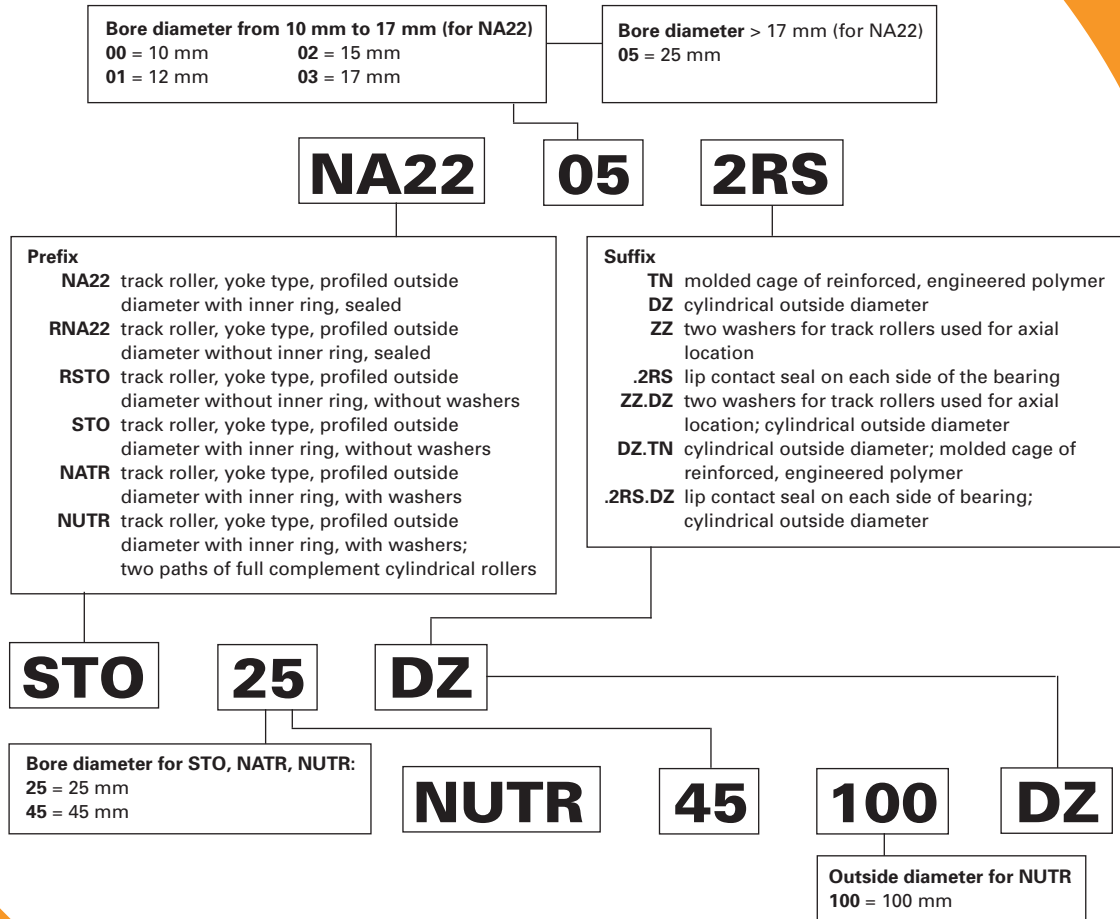 Bore diameter from 10 mm to 17 mm (for NA22)
00 = 10 mm 02 = 15 mm
01 = 12 mm 03 = 17 mm
Bore diameter > 17 mm (for NA22)
05 = 25 mm
NA22 05 2RS
Prefix
NA22 track roller, yoke type, profiled outside
diameter with inner ring, sealed
RNA22 track roller, yoke type, profiled outside
diameter without inner ring, sealed
RSTO track roller, yoke type, profiled outside
diameter without inner ring, without washers
STO track roller, yoke type, profiled outside
diameter with inner ring, without washers
NATR track roller, yoke type, profiled outside
diameter with inner ring, with washers
NUTR track roller, yoke type, profiled outside
diameter with inner ring, with washers;
two paths of full complement cylindrical rollers
Suffix
TN molded cage of reinforced, engineered polymer
DZ cylindrical outside diameter
ZZ two washers for track rollers used for axial
location
.2RS lip contact seal on each side of the bearing
ZZ.DZ two washers for track rollers used for axial
location; cylindrical outside diameter
DZ.TN cylindrical outside diameter; molded cage of
reinforced, engineered polymer
.2RS.DZ lip contact seal on each side of bearing;
cylindrical outside diameter
STO 25 DZ
Bore diameter for STO, NATR, NUTR:
25 = 25 mm
45 = 45 mm
NUTR 45 100 DZ
Outside diameter for NUTR
100 = 100 mm